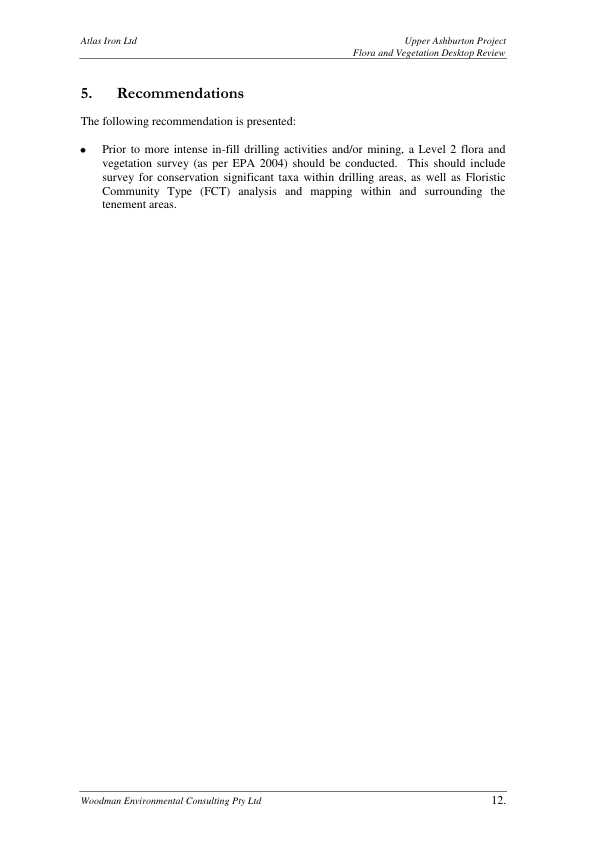 Atlas Iron Ltd
Upper Ashburton Project
Flora and Vegetation Desktop Review
5. Recommendations
The following recommendation is presented:
• Prior to more intense in-fill drilling activities and/or mining, a Level 2 flora and
vegetation survey (as per EPA 2004) should be conducted. This should include
survey for conservation significant taxa within drilling areas, as well as Floristic
Community Type (FCT) analysis and mapping within and surrounding the
tenement areas.
Woodman Environmental Consulting Pty Ltd
12.